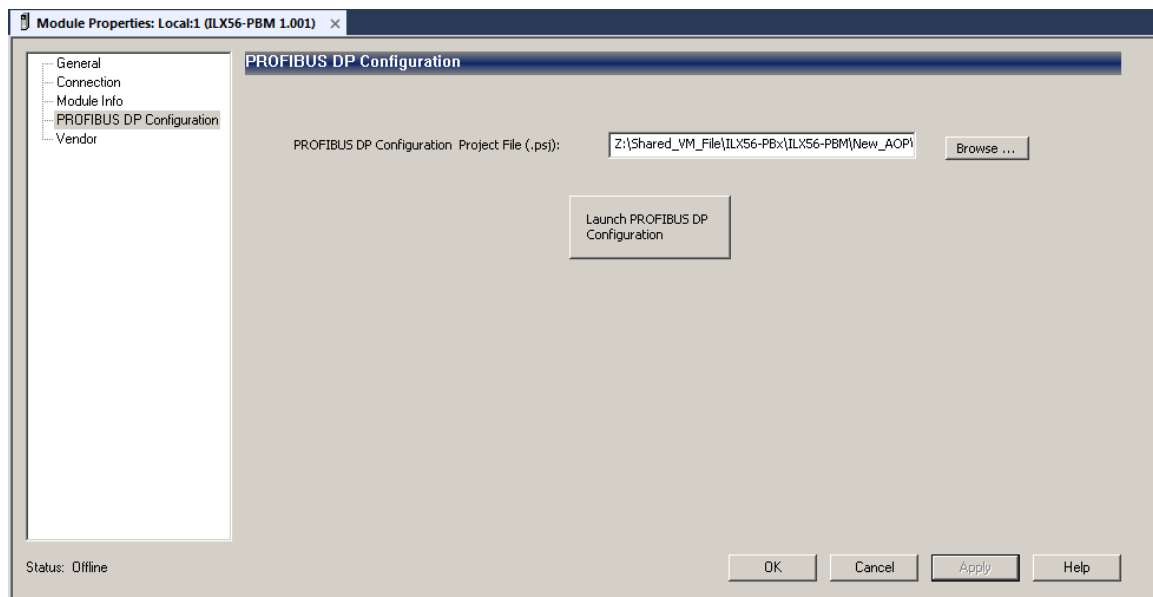 Module Properties: Local:1 (ILX56-PBM 1.001) ×
General
Connection
Module Info
PROFIBUS DP Configuration
Vendor
PROFIBUS DP Configuration
PROFIBUS DP Configuration Project File (.psj):
Z:\Shared_VM_File\ILX56-PBx\ILX56-PBM\New_AOP\
Browse ...
Launch PROFIBUS DP
Configuration
Status: Offline
OK
Cancel
Apply
Help